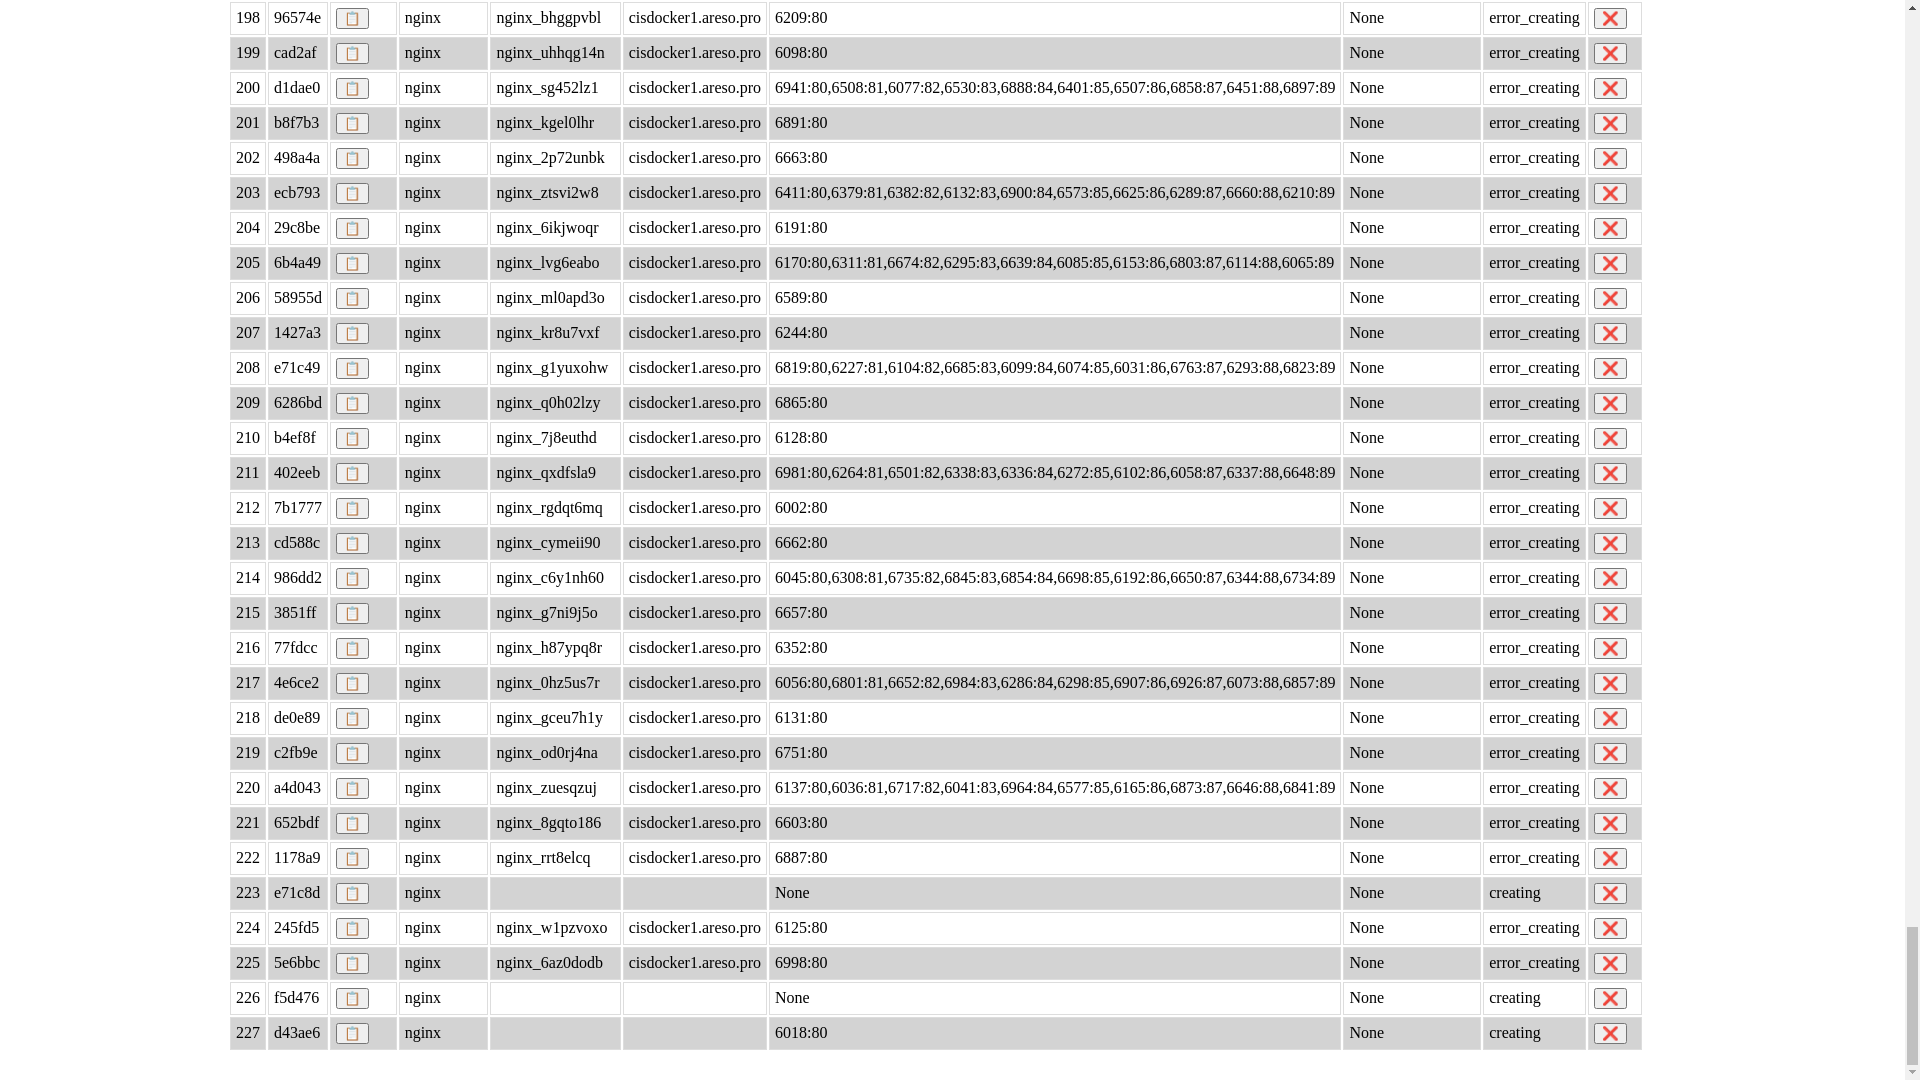 198 96574e nginx nginx_bhggpvbl cisdocker1.areso.pro 6209:80 None error_creating
199 cad2af nginx nginx_uhhqg14n cisdocker1.areso.pro 6098:80 None error_creating
200 d1dae0 nginx nginx_sg452lz1 cisdocker1.areso.pro 6941:80,6508:81,6077:82,6530:83,6888:84,6401:85,6507:86,6858:87,6451:88,6897:89 None error_creating
201 b8f7b3 nginx nginx_kgel0lhr cisdocker1.areso.pro 6891:80 None error_creating
202 498a4a nginx nginx_2p72unbk cisdocker1.areso.pro 6663:80 None error_creating
203 ecb793 nginx nginx_ztsvi2w8 cisdocker1.areso.pro 6411:80,6379:81,6382:82,6132:83,6900:84,6573:85,6625:86,6289:87,6660:88,6210:89 None error_creating
204 29c8be nginx nginx_6ikjwoqr cisdocker1.areso.pro 6191:80 None error_creating
205 6b4a49 nginx nginx_lvg6eabo cisdocker1.areso.pro 6170:80,6311:81,6674:82,6295:83,6639:84,6085:85,6153:86,6803:87,6114:88,6065:89 None error_creating
206 58955d nginx nginx_ml0apd3o cisdocker1.areso.pro 6589:80 None error_creating
207 1427a3 nginx nginx_kr8u7vxf cisdocker1.areso.pro 6244:80 None error_creating
208 e71c49 nginx nginx_g1yuxohw cisdocker1.areso.pro 6819:80,6227:81,6104:82,6685:83,6099:84,6074:85,6031:86,6763:87,6293:88,6823:89 None error_creating
209 6286bd nginx nginx_q0h02lzy cisdocker1.areso.pro 6865:80 None error_creating
210 b4ef8f nginx nginx_7j8euthd cisdocker1.areso.pro 6128:80 None error_creating
211 402eeb nginx nginx_qxdfsla9 cisdocker1.areso.pro 6981:80,6264:81,6501:82,6338:83,6336:84,6272:85,6102:86,6058:87,6337:88,6648:89 None error_creating
212 7b1777 nginx nginx_rgdqt6mq cisdocker1.areso.pro 6002:80 None error_creating
213 cd588c nginx nginx_cymeii90 cisdocker1.areso.pro 6662:80 None error_creating
214 986dd2 nginx nginx_c6y1nh60 cisdocker1.areso.pro 6045:80,6308:81,6735:82,6845:83,6854:84,6698:85,6192:86,6650:87,6344:88,6734:89 None error_creating
215 3851ff nginx nginx_g7ni9j5o cisdocker1.areso.pro 6657:80 None error_creating
216 77fdcc nginx nginx_h87ypq8r cisdocker1.areso.pro 6352:80 None error_creating
217 4e6ce2 nginx nginx_0hz5us7r cisdocker1.areso.pro 6056:80,6801:81,6652:82,6984:83,6286:84,6298:85,6907:86,6926:87,6073:88,6857:89 None error_creating
218 de0e89 nginx nginx_gceu7h1y cisdocker1.areso.pro 6131:80 None error_creating
219 c2fb9e nginx nginx_od0rj4na cisdocker1.areso.pro 6751:80 None error_creating
220 a4d043 nginx nginx_zuesqzuj cisdocker1.areso.pro 6137:80,6036:81,6717:82,6041:83,6964:84,6577:85,6165:86,6873:87,6646:88,6841:89 None error_creating
221 652bdf nginx nginx_8gqto186 cisdocker1.areso.pro 6603:80 None error_creating
222 1178a9 nginx nginx_rrt8elcq cisdocker1.areso.pro 6887:80 None error_creating
223 e71c8d nginx None None creating
224 245fd5 nginx nginx_w1pzvoxo cisdocker1.areso.pro 6125:80 None error_creating
225 5e6bbc nginx nginx_6az0dodb cisdocker1.areso.pro 6998:80 None error_creating
226 f5d476 nginx None None creating
227 d43ae6 nginx 6018:80 None creating